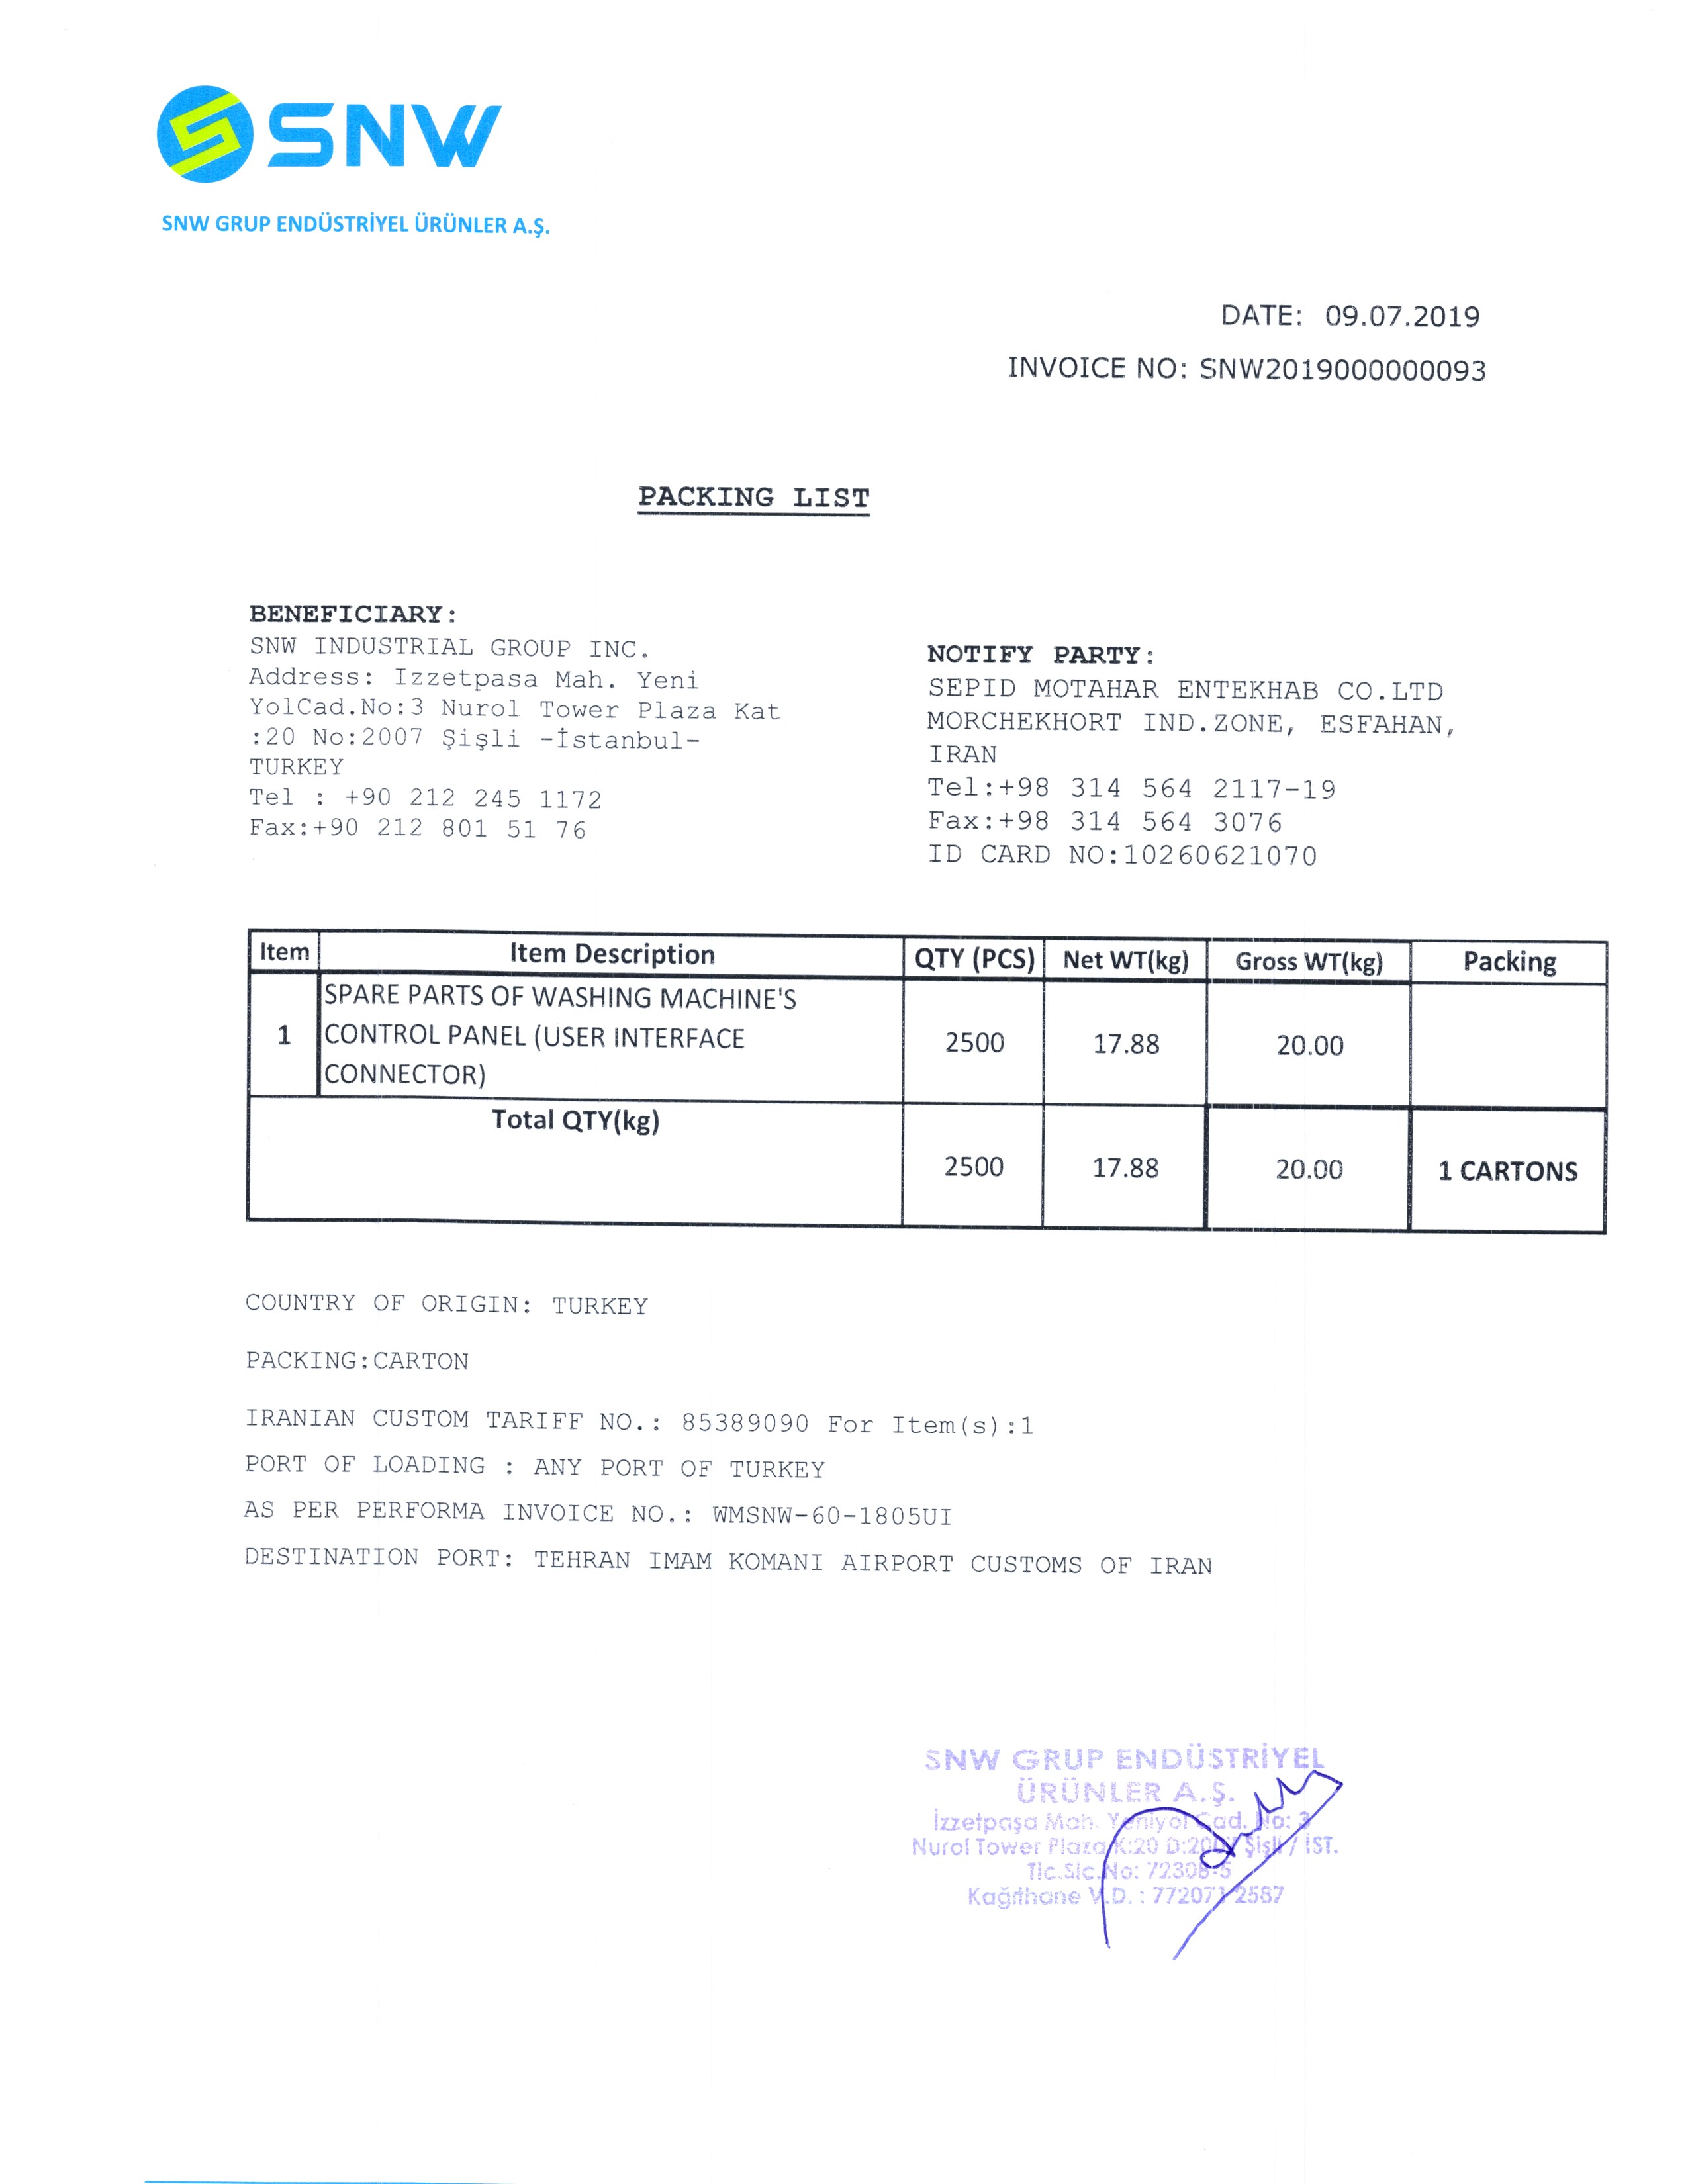 SNW
SNW GRUP ENDÜSTRİYEL ÜRÜNLER A.Ş.
DATE: 09.07.2019
INVOICE NO: SNW2019000000093
PACKING LIST
BENEFICIARY:
SNW INDUSTRIAL GROUP INC.
Address: Izzetpasa Mah. Yeni
YolCad.No:3 Nurol Tower Plaza Kat
:20 No:2007 Şişli -İstanbul-
TURKEY
Tel : +90 212 245 1172
Fax:+90 212 801 51 76
NOTIFY PARTY:
SEPID MOTAHAR ENTEKHAB CO.LTD
MORCHEKHORT IND.ZONE, ESFAHAN,
IRAN
Tel:+98 314 564 2117-19
Fax:+98 314 564 3076
ID CARD NO:10260621070
Item Item Description QTY (PCS) Net WT(kg) Gross WT(kg) Packing
SPARE PARTS OF WASHING MACHINE'S
1 CONTROL PANEL (USER INTERFACE 2500 17.88 20.00
CONNECTOR)
Total QTY(kg)
2500 17.88 20.00 1 CARTONS
COUNTRY OF ORIGIN: TURKEY
PACKING:CARTON
IRANIAN CUSTOM TARIFF NO.: 85389090 For Item(s):1
PORT OF LOADING : ANY PORT OF TURKEY
AS PER PERFORMA INVOICE NO.: WMSNW-60-1805UI
DESTINATION PORT: TEHRAN IMAM KOMANI AIRPORT CUSTOMS OF IRAN
SNW GRUP ENDÜSTRİYEL
ÜRÜNLER A.Ş.
İzzetpaşa Mah. Yeniyol Cad. No: 3
Nurol Tower Plaza K:20 Şişli / İST.
Tic.Sic.No:
Kağıthane V.D. :